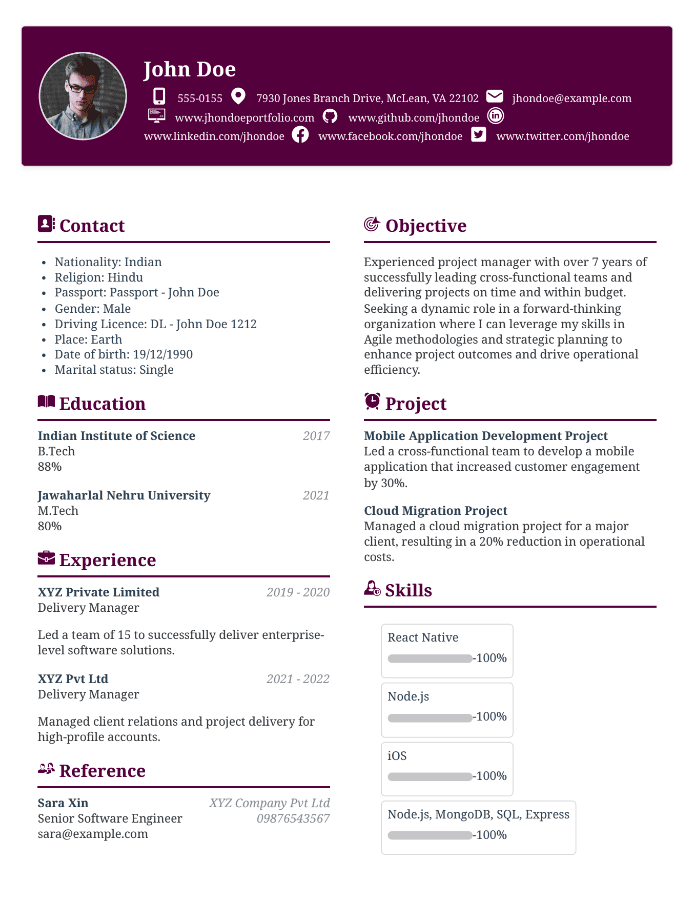 John Doe
555-0155 7930 Jones Branch Drive, McLean, VA 22102 jhondoe@example.com
www.jhondoeportfolio.com www.github.com/jhondoe
www.linkedin.com/jhondoe www.facebook.com/jhondoe www.twitter.com/jhondoe
Contact
Nationality: Indian
Religion: Hindu
Passport: Passport - John Doe
Gender: Male
Driving Licence: DL - John Doe 1212
Place: Earth
Date of birth: 19/12/1990
Marital status: Single
Education
Indian Institute of Science 2017
B.Tech
88%
Jawaharlal Nehru University 2021
M.Tech
80%
Experience
XYZ Private Limited 2019 - 2020
Delivery Manager
Led a team of 15 to successfully deliver enterprise-
level software solutions.
XYZ Pvt Ltd 2021 - 2022
Delivery Manager
Managed client relations and project delivery for
high-profile accounts.
Reference
Sara Xin XYZ Company Pvt Ltd
Senior Software Engineer 09876543567
sara@example.com
Objective
Experienced project manager with over 7 years of
successfully leading cross-functional teams and
delivering projects on time and within budget.
Seeking a dynamic role in a forward-thinking
organization where I can leverage my skills in
Agile methodologies and strategic planning to
enhance project outcomes and drive operational
efficiency.
Project
Mobile Application Development Project
Led a cross-functional team to develop a mobile
application that increased customer engagement
by 30%.
Cloud Migration Project
Managed a cloud migration project for a major
client, resulting in a 20% reduction in operational
costs.
Skills
React Native
-100%
Node.js
-100%
iOS
-100%
Node.js, MongoDB, SQL, Express
-100%